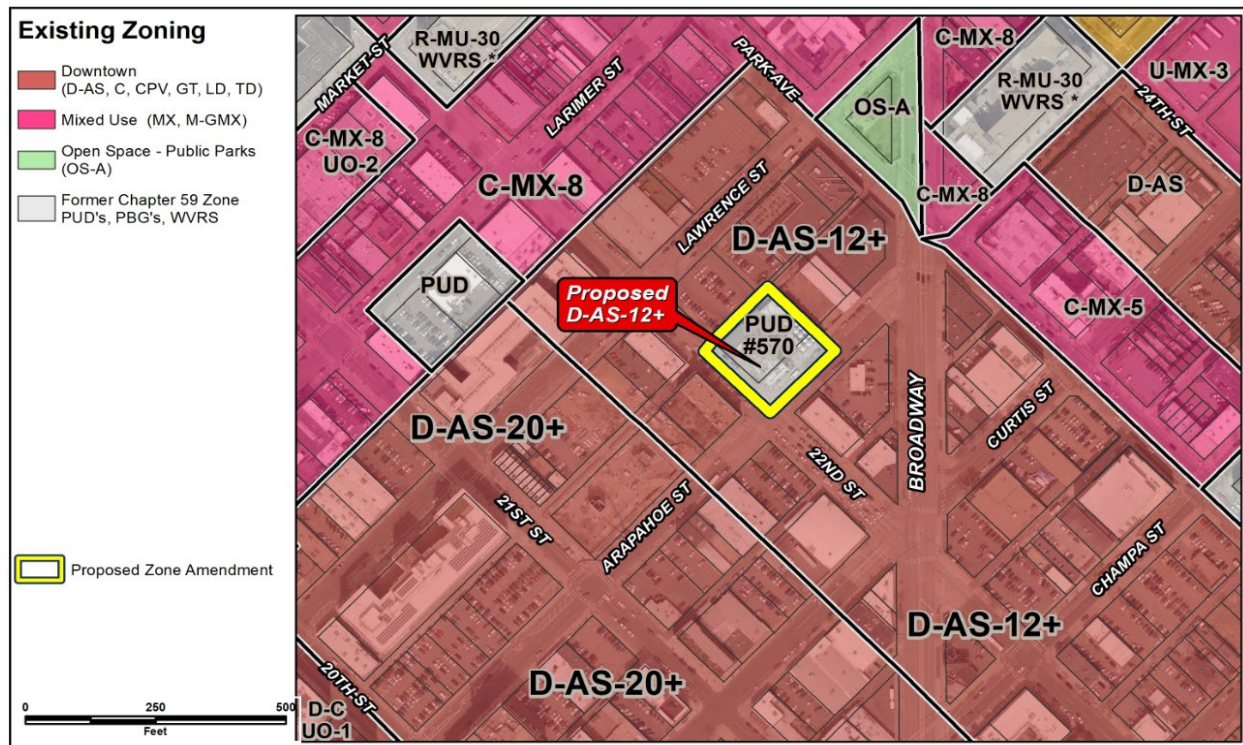 Existing Zoning
Downtown
(D-AS, C, CPV, GT, LD, TD)
Mixed Use (MX, M-GMX)
Open Space - Public Parks
(OS-A)
Former Chapter 59 Zone
PUD's, PBG's, WVRS
Proposed Zone Amendment
0 250 500
Feet
R-MU-30
WVRS *
MARKET-ST
LARIMER ST
PARK-AVE
C-MX-8
R-MU-30
WVRS *
U-MX-3
24TH-ST
OS-A
C-MX-8
UO-2
C-MX-8
LAWRENCE ST
C-MX-8
D-AS
D-AS-12+
PUD
Proposed
D-AS-12+
PUD
#570
C-MX-5
BROADWAY
CURTIS ST
D-AS-20+
22ND ST
21ST ST
ARAPAHOE ST
CHAMPA ST
D-AS-12+
20TH-ST
D-AS-20+
D-C
UO-1